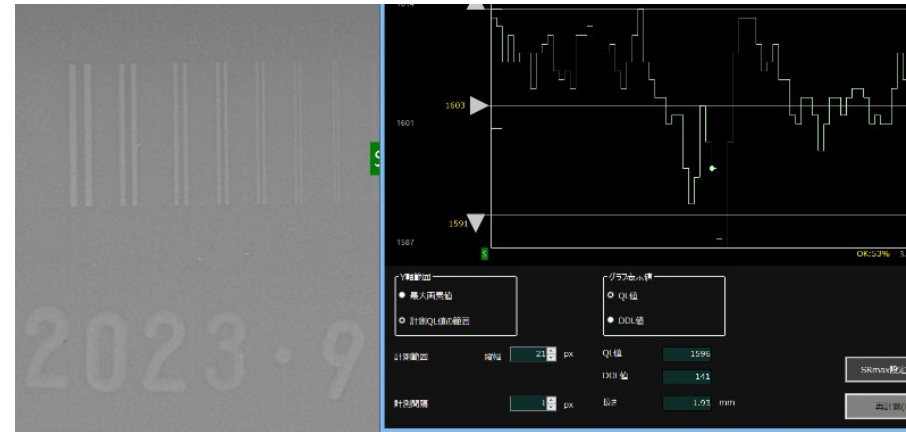 2023・9
S
1603
1601
1591
1587
S
OK:53% 3.
Y軸範囲
最大画素値
計測QL値の範囲
グラフ表示値
QL値
DDL値
計測範囲 縦幅 21 px
QL値 1596
DDL値 141
SRmax設定
計測間隔 1 px
長さ 1.93 mm
再計測(